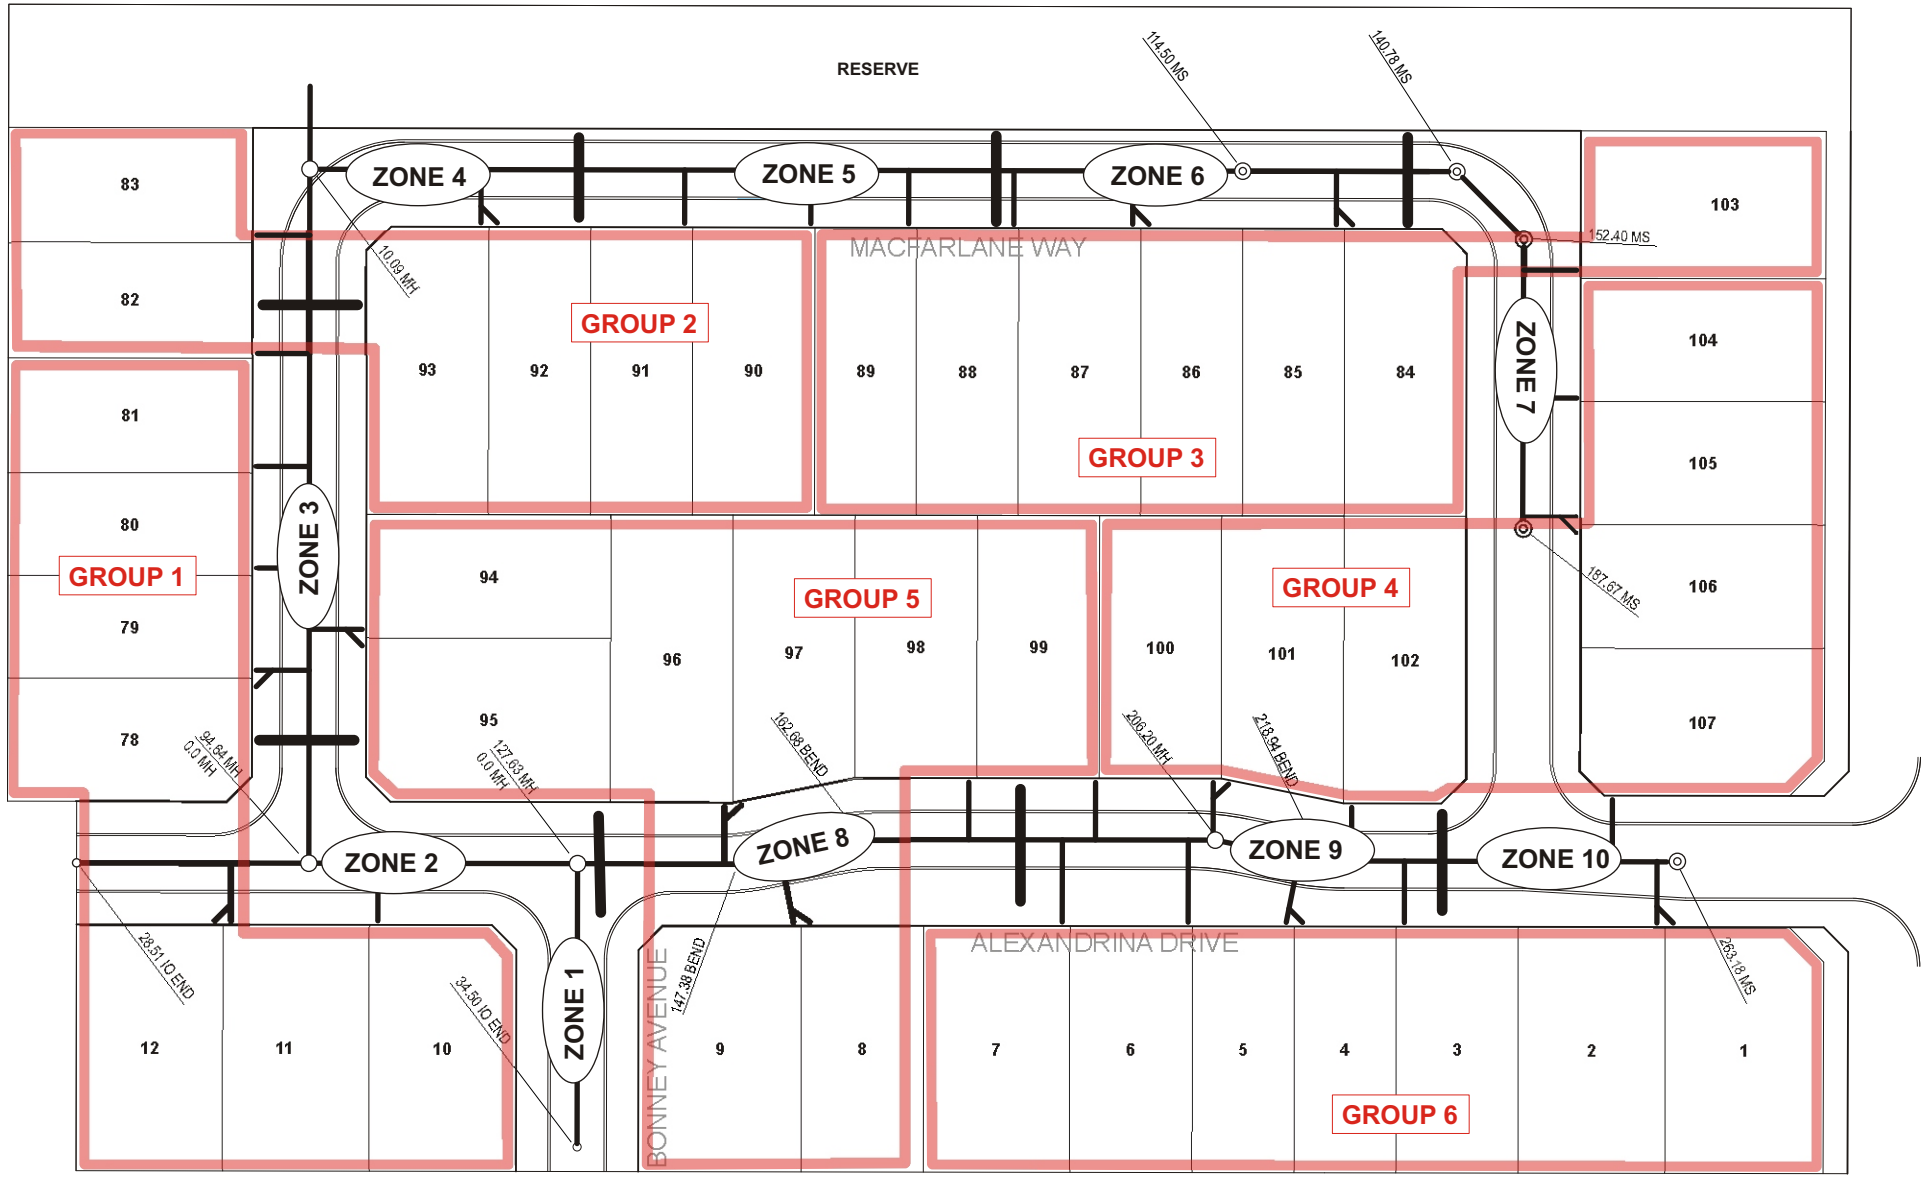 RESERVE
114.50 MS
140.78 MS
83
ZONE 4
ZONE 5
ZONE 6
103
MACFARLANE WAY
152.40 MS
10.09 MH
82
GROUP 2
93
92
91
90
89
88
87
86
85
84
ZONE 7
104
81
GROUP 3
105
80
ZONE 3
GROUP 1
94
GROUP 5
GROUP 4
187.67 MS
106
79
96
97
98
99
100
101
102
78
95
107
94.64 MH
0.0 MH
127.63 MH
0.0 MH
162.68 BEND
206.20 MH
218.94 BEND
ZONE 2
ZONE 8
ZONE 9
ZONE 10
28.51 IO END
34.50 IO END
ZONE 1
BONNEY AVENUE
147.38 BEND
ALEXANDRINA DRIVE
263.18 MS
12
11
10
9
8
7
6
5
4
3
2
1
GROUP 6